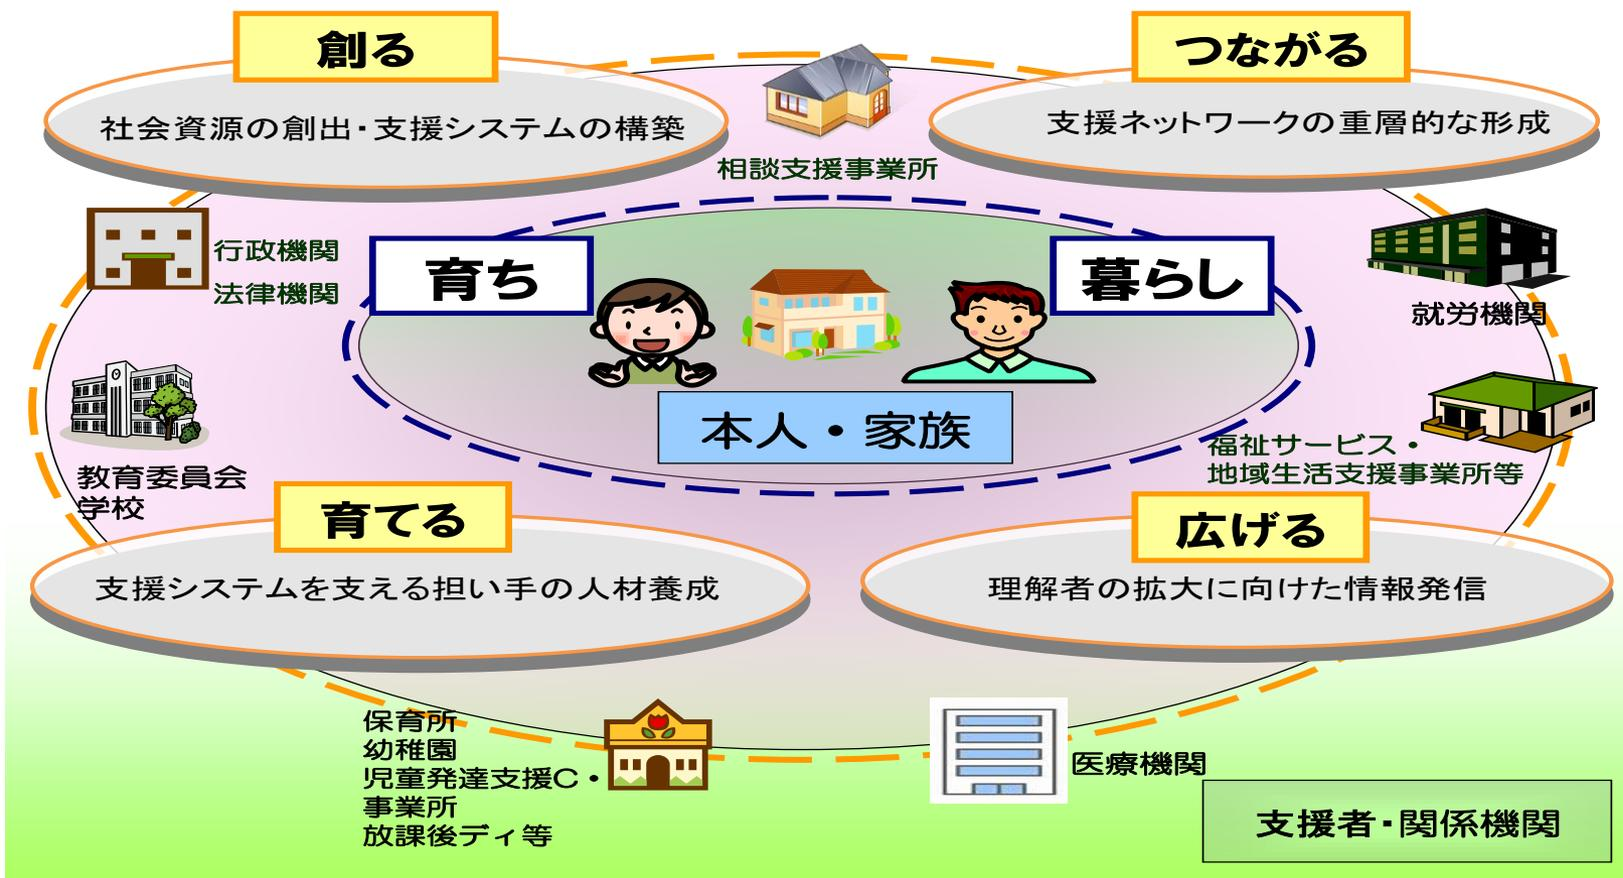 創る
社会資源の創出・支援システムの構築
つながる
支援ネットワークの重層的な形成
相談支援事業所
行政機関
法律機関
育ち
暮らし
就労機関
本人・家族
教育委員会
学校
福祉サービス・
地域生活支援事業所等
育てる
支援システムを支える担い手の人材養成
広げる
理解者の拡大に向けた情報発信
保育所
幼稚園
児童発達支援C・
事業所
放課後ディ等
医療機関
支援者・関係機関